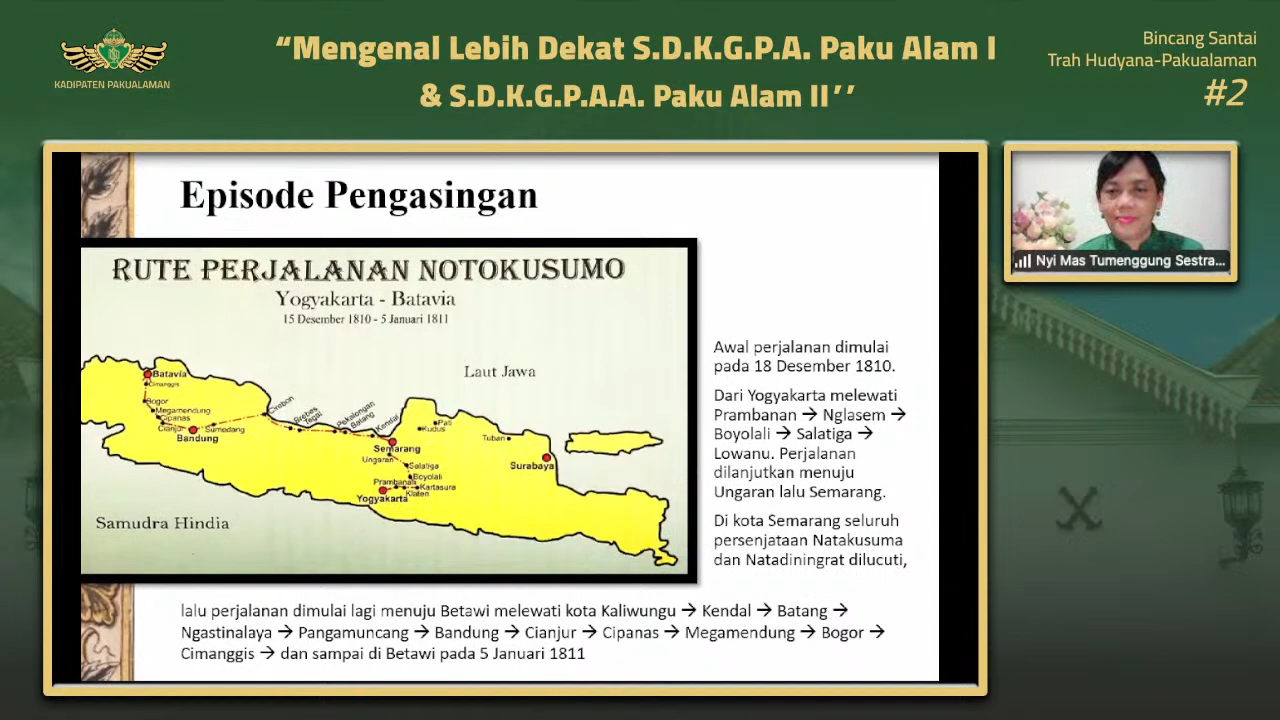 KADIPATEN PAKUALAMAN
“Mengenal Lebih Dekat S.D.K.G.P.A. Paku Alam I
& S.D.K.G.P.A.A. Paku Alam II’’
Bincang Santai
Trah Hudyana-Pakualaman
#2
Episode Pengasingan
RUTE PERJALANAN NOTOKUSUMO
Yogyakarta - Batavia
15 Desember 1810 - 5 Januari 1811
Laut Jawa
Batavia
Cimanggis
Bogor
Megamendung
Cipanas
Cianjur
Sumedang
Bandung
Cirebon
Brebes
Tegal
Pekalongan
Batang
Kendal
Semarang
Ungaran
Salatiga
Boyolali
Prambanan
Kartasura
Klaten
Yogyakarta
Pati
Kudus
Tuban
Surabaya
Samudra Hindia
Awal perjalanan dimulai
pada 18 Desember 1810.
Dari Yogyakarta melewati
Prambanan → Nglasem →
Boyolali → Salatiga →
Lowanu. Perjalanan
dilanjutkan menuju
Ungaran lalu Semarang.
Di kota Semarang seluruh
persenjataan Natakusuma
dan Natadiningrat dilucuti,
lalu perjalanan dimulai lagi menuju Betawi melewati kota Kaliwungu → Kendal → Batang →
Ngastinalaya → Pangamuncang → Bandung → Cianjur → Cipanas → Megamendung → Bogor →
Cimanggis → dan sampai di Betawi pada 5 Januari 1811
Nyi Mas Tumenggung Sestra...